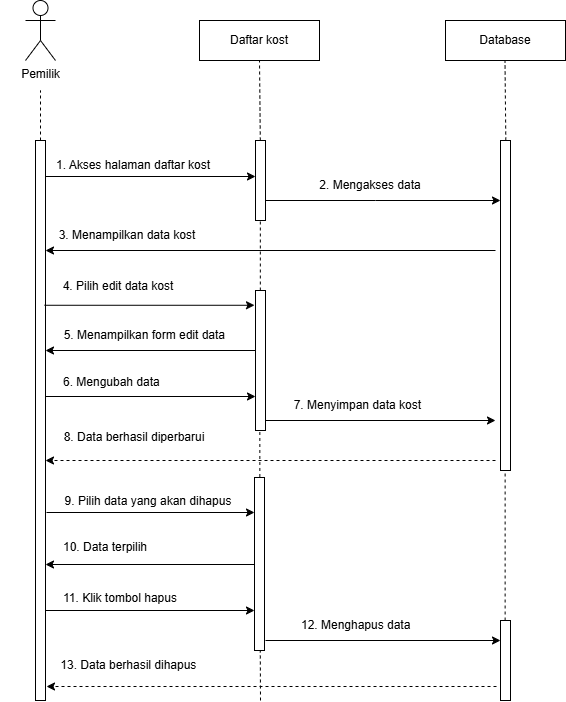 Daftar kost
Database
Pemilik
1. Akses halaman daftar kost
2. Mengakses data
3. Menampilkan data kost
4. Pilih edit data kost
5. Menampilkan form edit data
6. Mengubah data
7. Menyimpan data kost
8. Data berhasil diperbarui
9. Pilih data yang akan dihapus
10. Data terpilih
11. Klik tombol hapus
12. Menghapus data
13. Data berhasil dihapus